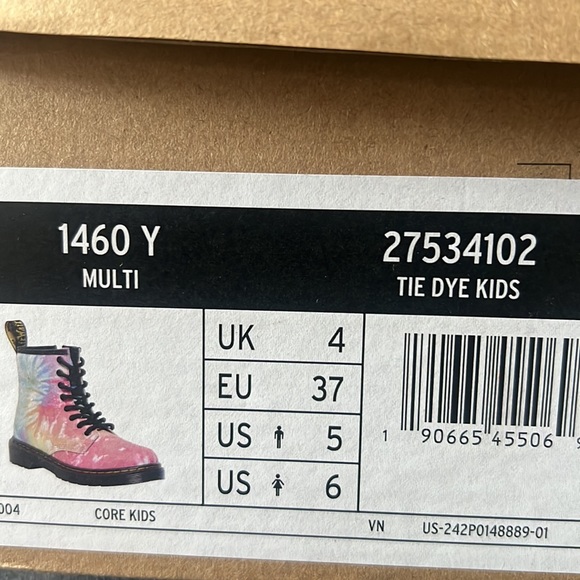 1460 Y
MULTI
27534102
TIE DYE KIDS
UK 4
EU 37
US 5
US 6
1 90665 45506
004 CORE KIDS
VN US-242P0148889-01